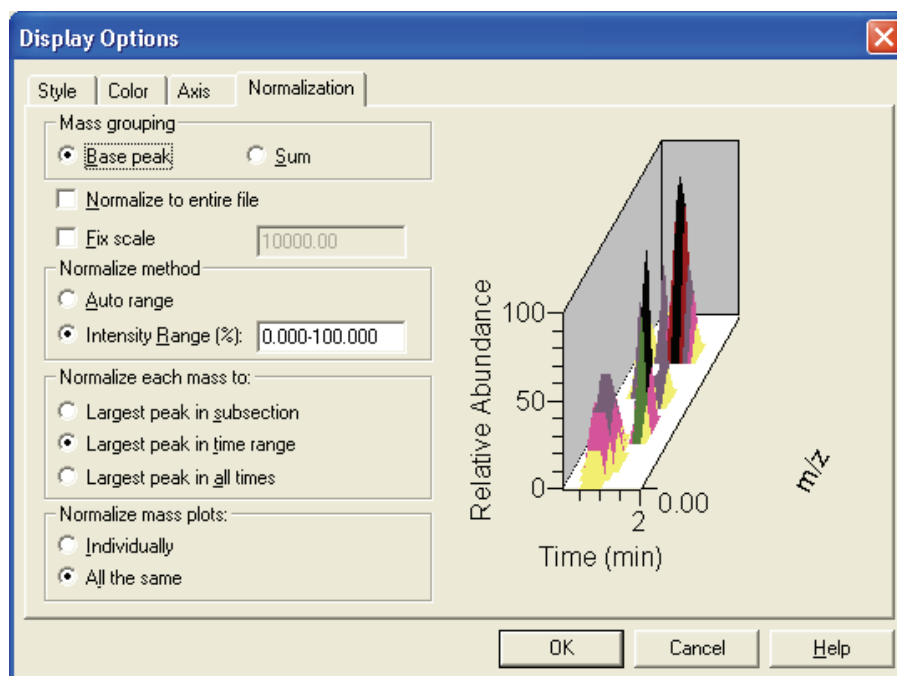 Display Options
Style Color Axis Normalization
Mass grouping
Base peak Sum
Normalize to entire file
Fix scale 10000.00
Normalize method
Auto range
Intensity Range (%): 0.000-100.000
Normalize each mass to:
Largest peak in subsection
Largest peak in time range
Largest peak in all times
Normalize mass plots:
Individually
All the same
Relative Abundance
100
50
0
2
0.00
Time (min)
m/z
OK Cancel Help